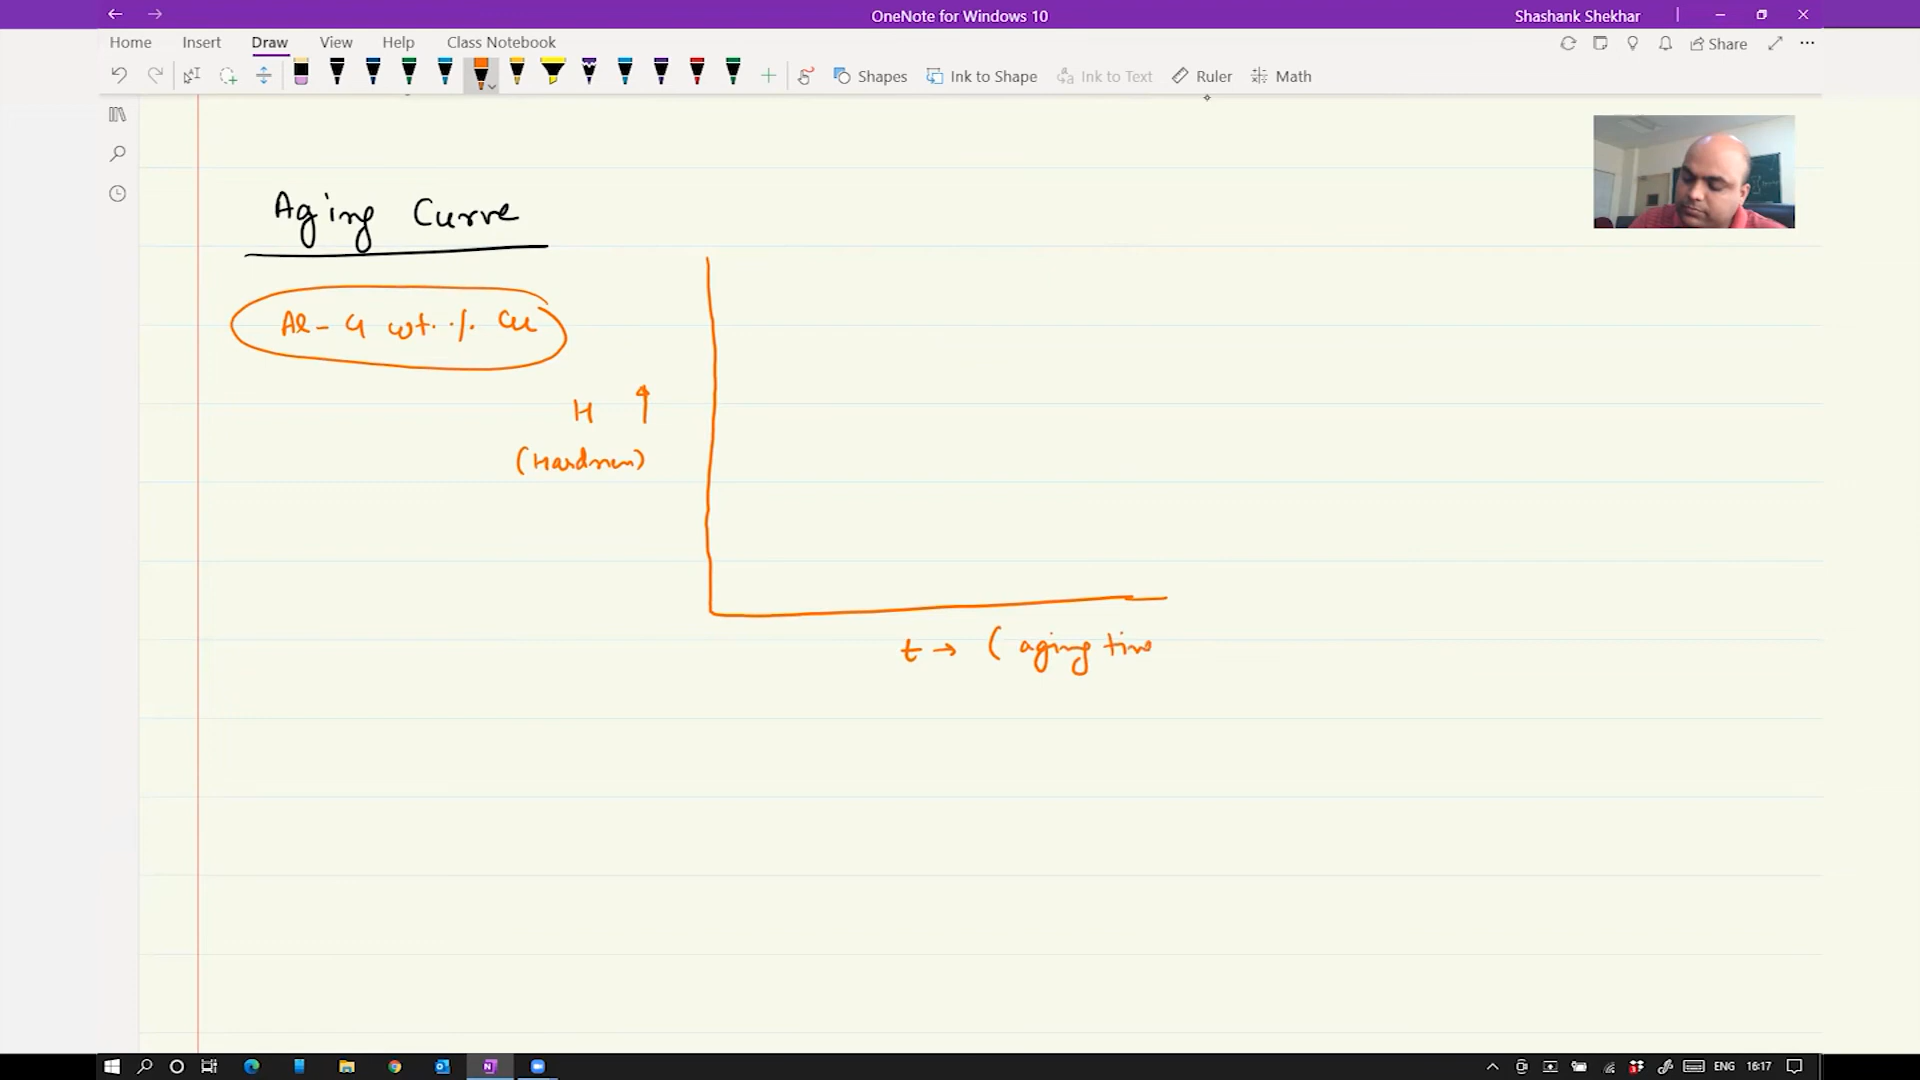 OneNote for Windows 10
Shashank Shekhar
Home Insert Draw View Help Class Notebook
Share
Shapes Ink to Shape Ink to Text Ruler Math
Aging Curve
Al - 4 wt. % Cu
H ↑
(Hardness)
t → ( aging time
ENG 16:17